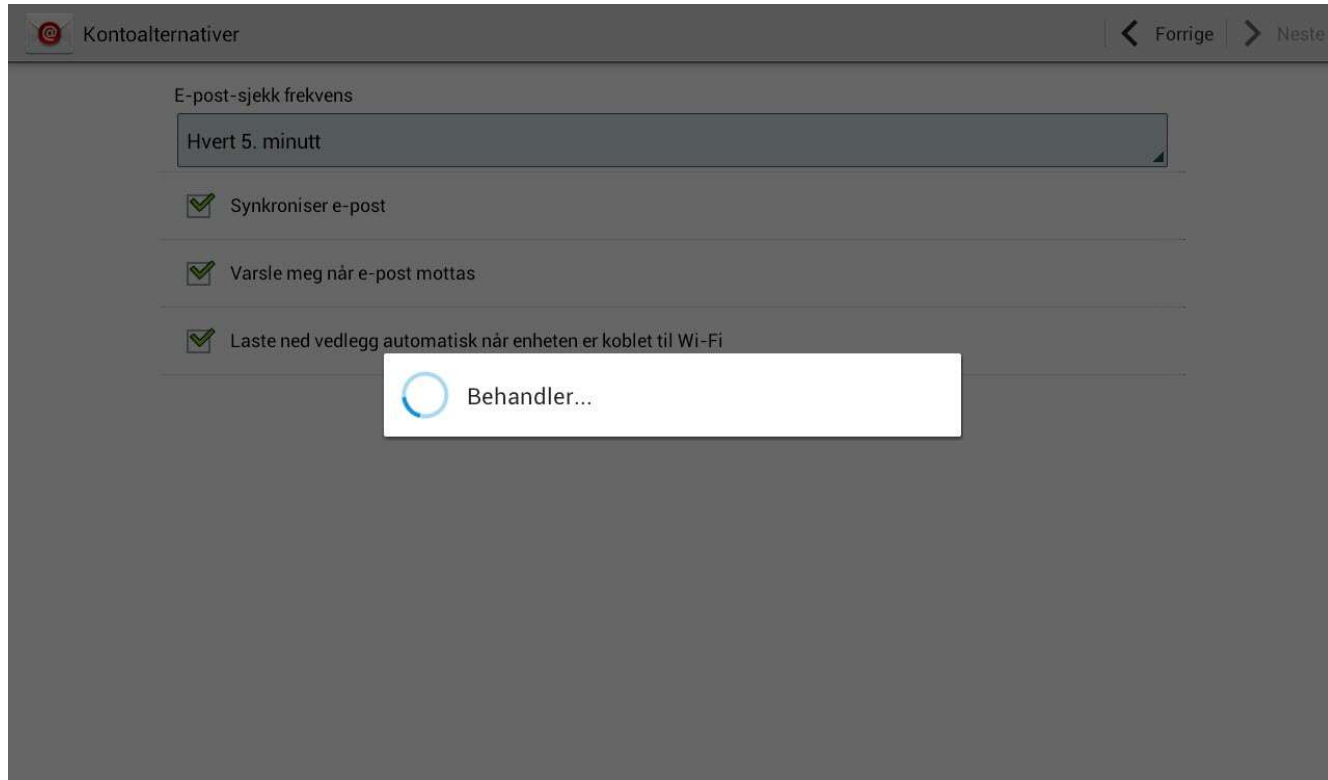 Kontoalternativer
Forrige
Neste
E-post-sjekk frekvens
Hvert 5. minutt
Synkroniser e-post
Varsle meg når e-post mottas
Laste ned vedlegg automatisk når enheten er koblet til Wi-Fi
Behandler...